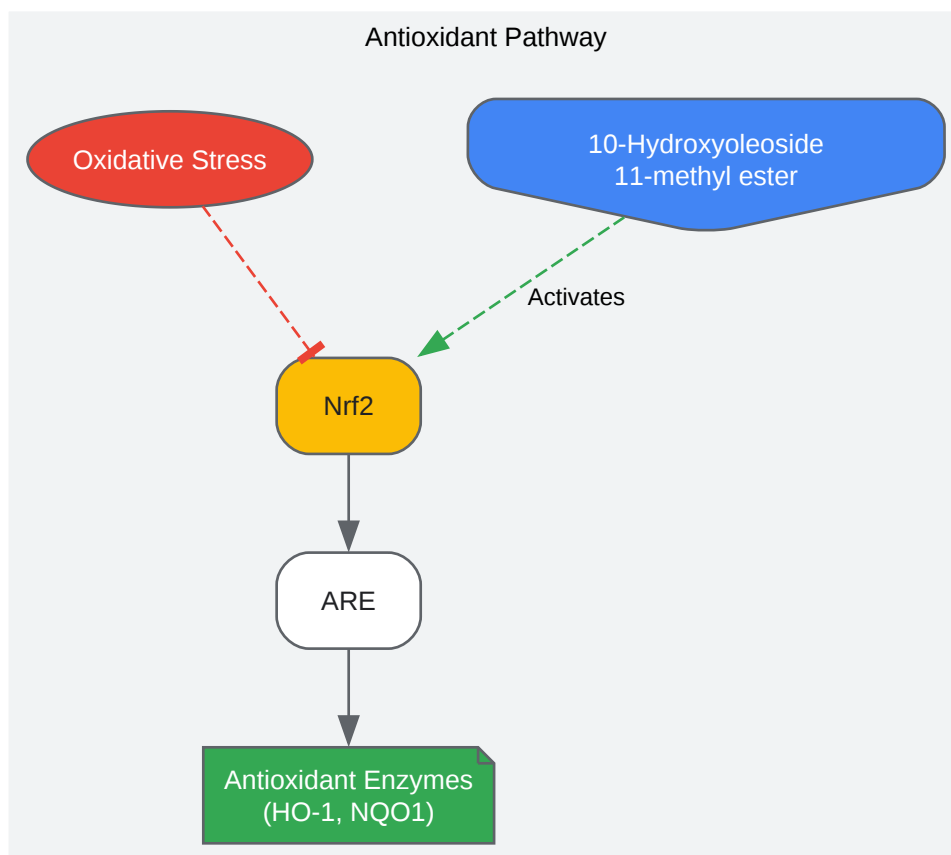 Antioxidant Pathway
Oxidative Stress
10-Hydroxyoleoside
11-methyl ester
Activates
Nrf2
ARE
Antioxidant Enzymes
(HO-1, NQO1)